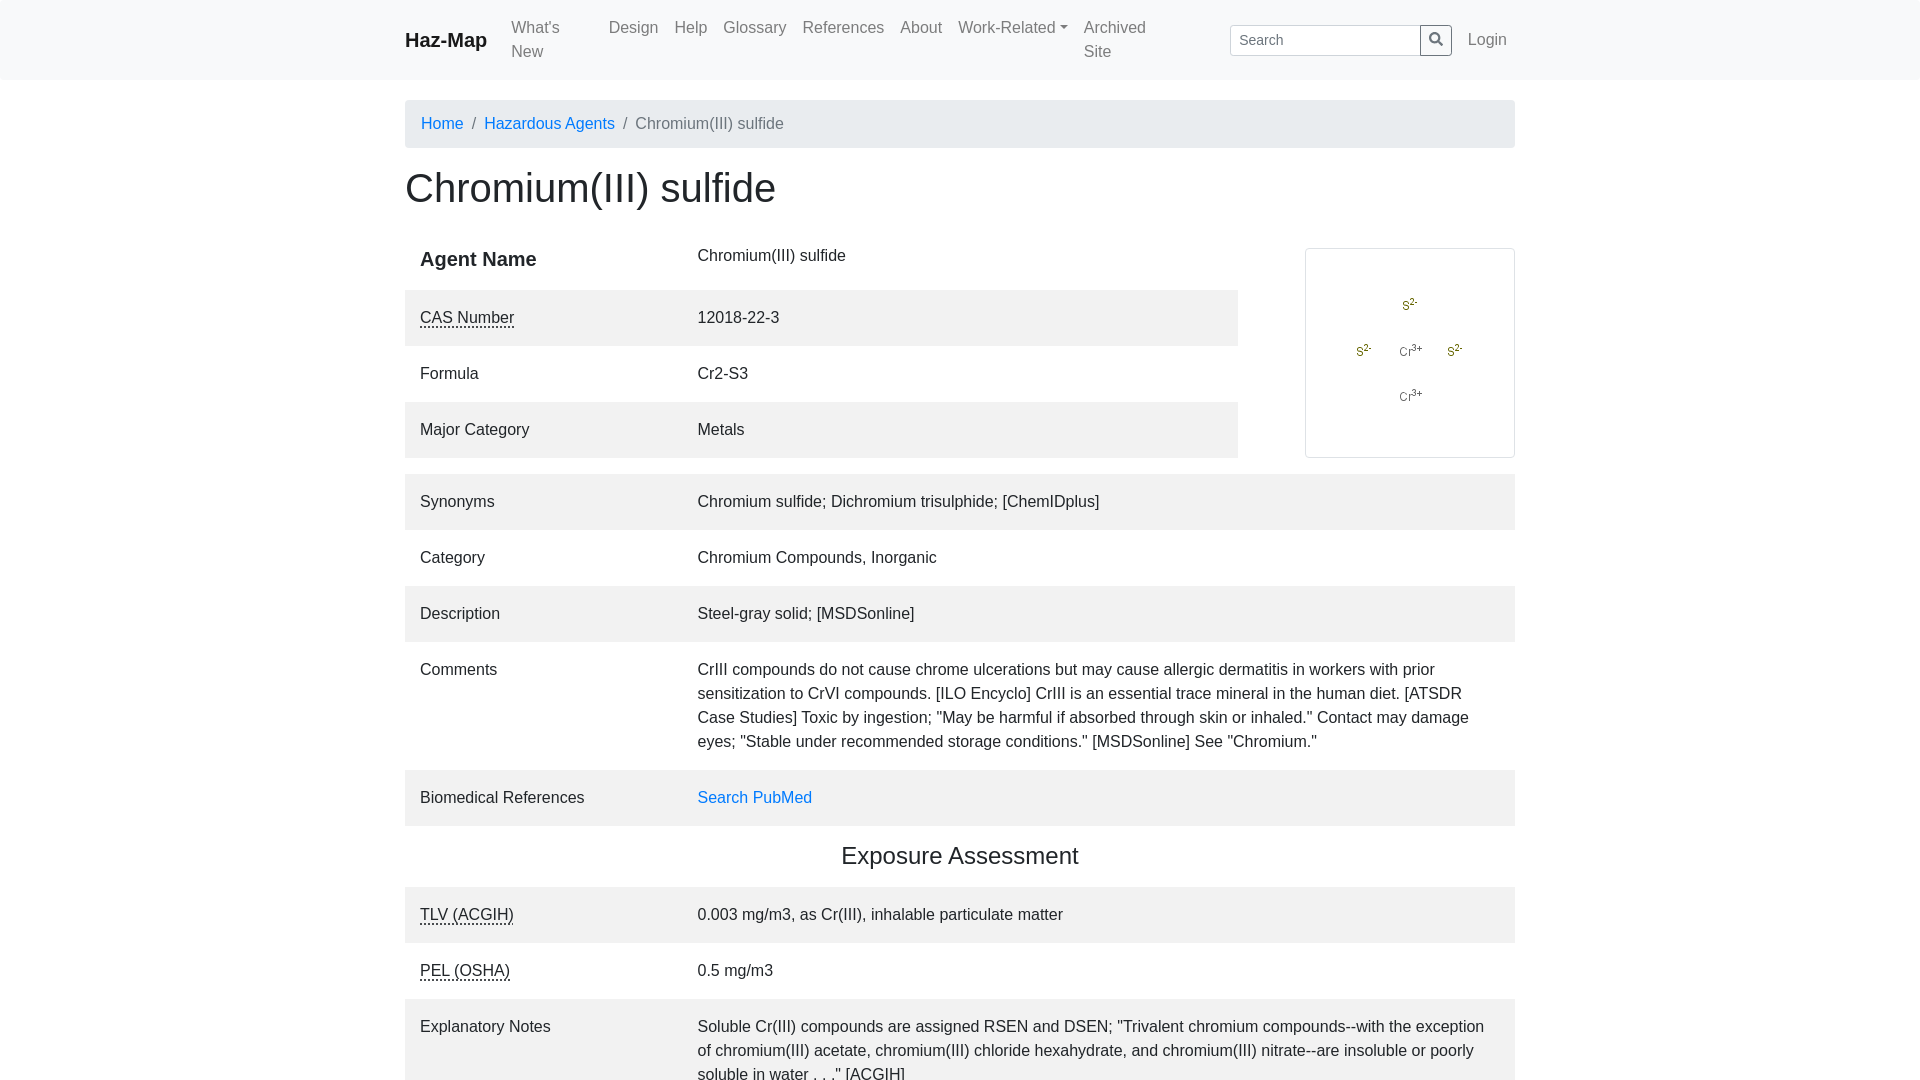 Haz-Map
What's
New
Design
Help
Glossary
References
About
Work-Related
Archived
Site
Search
Login
Home / Hazardous Agents / Chromium(III) sulfide
Chromium(III) sulfide
Agent Name Chromium(III) sulfide
CAS Number 12018-22-3
Formula Cr2-S3
Major Category Metals
S2-
S2- Cr3+ S2-
Cr3+
Synonyms Chromium sulfide; Dichromium trisulphide; [ChemIDplus]
Category Chromium Compounds, Inorganic
Description Steel-gray solid; [MSDSonline]
Comments CrIII compounds do not cause chrome ulcerations but may cause allergic dermatitis in workers with prior
sensitization to CrVI compounds. [ILO Encyclo] CrIII is an essential trace mineral in the human diet. [ATSDR
Case Studies] Toxic by ingestion; "May be harmful if absorbed through skin or inhaled." Contact may damage
eyes; "Stable under recommended storage conditions." [MSDSonline] See "Chromium."
Biomedical References Search PubMed
Exposure Assessment
TLV (ACGIH) 0.003 mg/m3, as Cr(III), inhalable particulate matter
PEL (OSHA) 0.5 mg/m3
Explanatory Notes Soluble Cr(III) compounds are assigned RSEN and DSEN; "Trivalent chromium compounds--with the exception
of chromium(III) acetate, chromium(III) chloride hexahydrate, and chromium(III) nitrate--are insoluble or poorly
soluble in water . . ." [ACGIH]